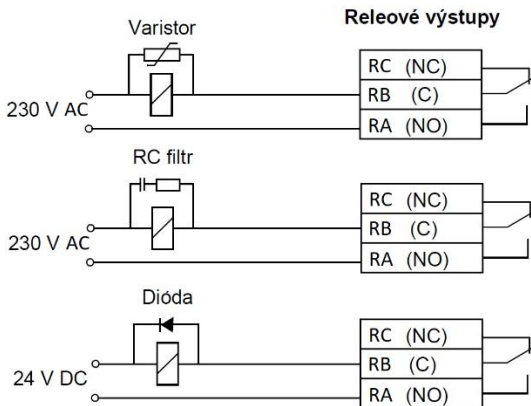 Releové výstupy
Varistor
230 V AC
RC (NC)
RB (C)
RA (NO)
RC filtr
230 V AC
RC (NC)
RB (C)
RA (NO)
Dióda
24 V DC
RC (NC)
RB (C)
RA (NO)